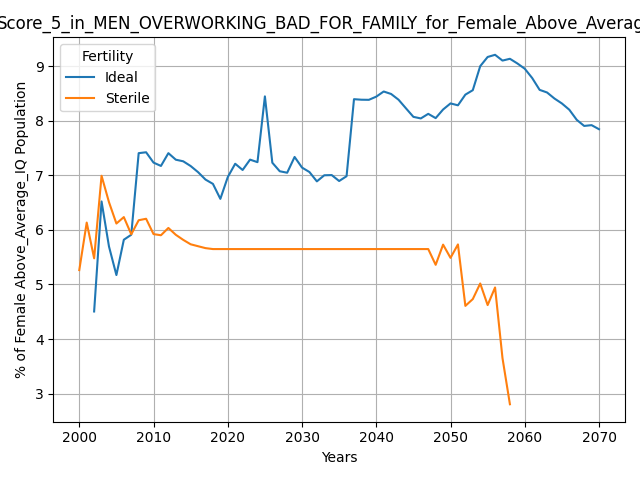 Score_5_in_MEN_OVERWORKING_BAD_FOR_FAMILY_for_Female_Above_Averag
Fertility
Ideal
Sterile
% of Female Above_Average_IQ Population
9
8
7
6
5
4
3
2000 2010 2020 2030 2040 2050 2060 2070
Years